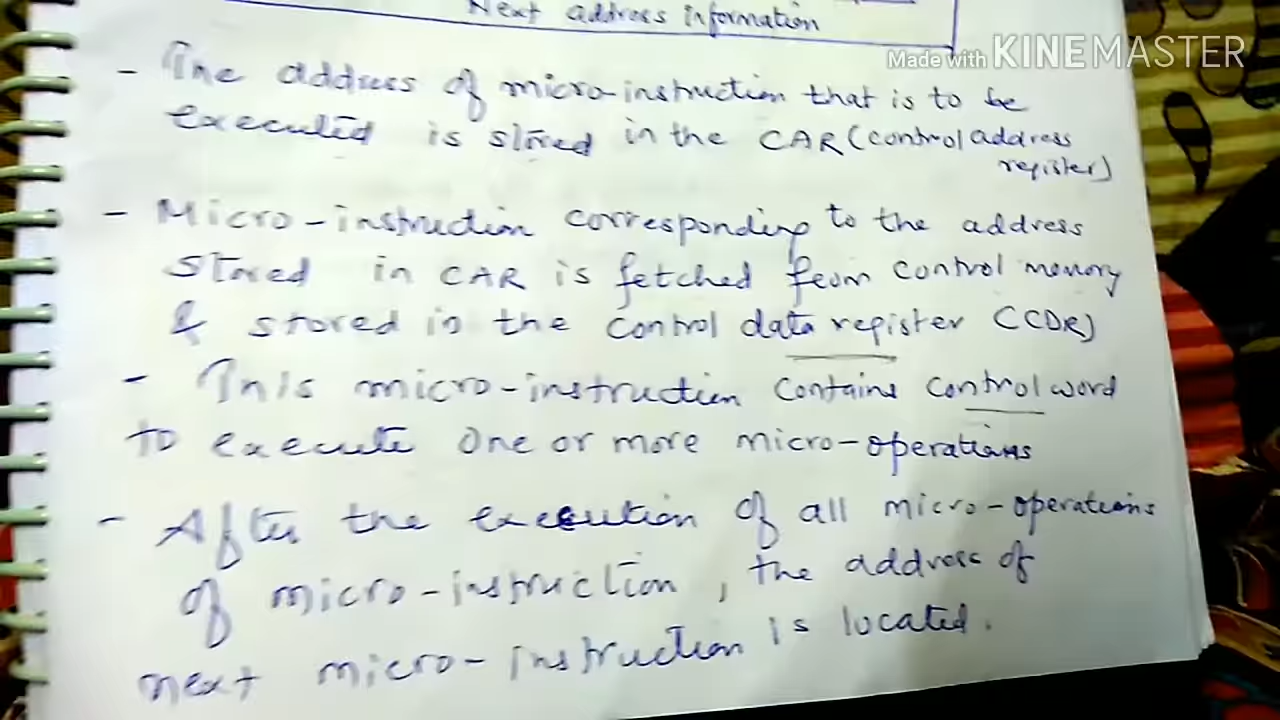 Next address information
Made with KINEMASTER
- The address of micro-instruction that is to be
executed is stored in the CAR (control address
register)
- Micro-instruction corresponding to the address
stored in CAR is fetched from control memory
& stored in the control data register (CDR)
- This micro-instruction contains control word
to execute one or more micro-operations
- After the execution of all micro-operations
of micro-instruction, the address of
next micro-instruction is located.